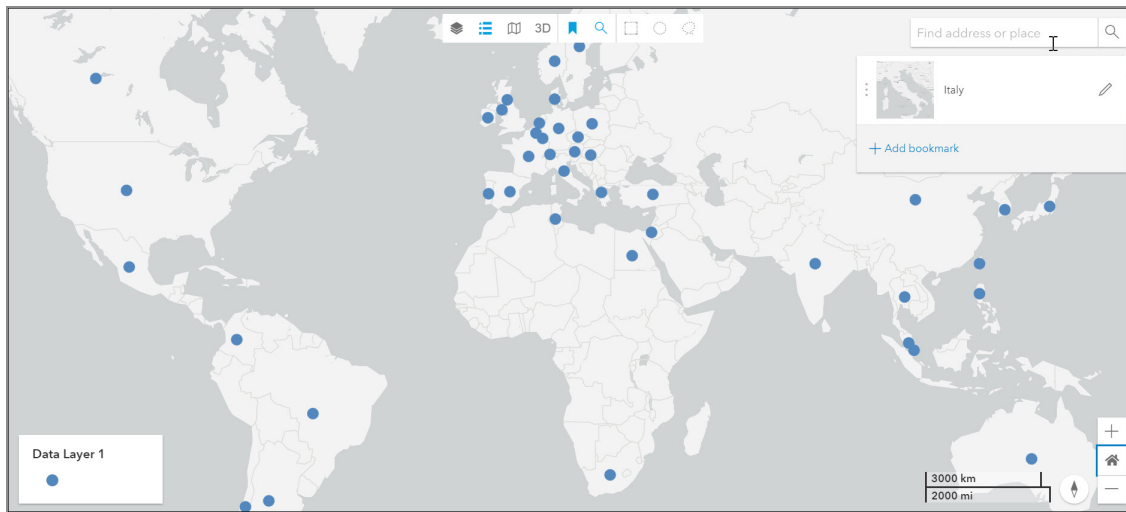 3D
Find address or place
Italy
+ Add bookmark
Data Layer 1
3000 km
2000 mi